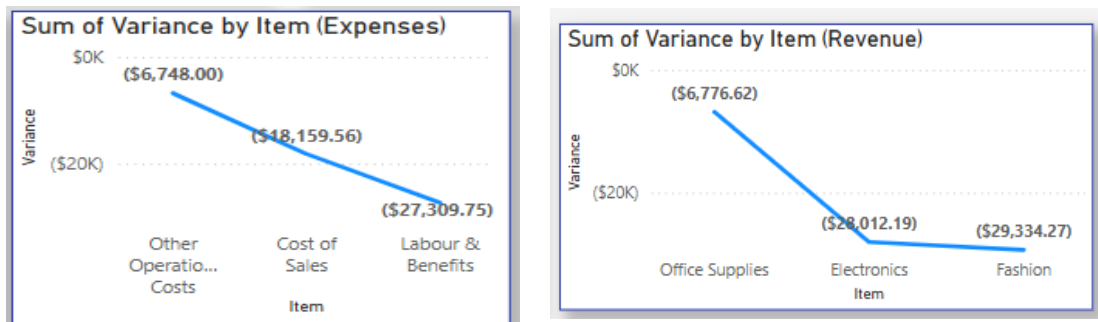 Sum of Variance by Item (Expenses)
$0K
($6,748.00)
($18,159.56)
Variance
($20K)
($27,309.75)
Other
Operatio...
Costs
Cost of
Sales
Labour &
Benefits
Item
Sum of Variance by Item (Revenue)
$0K
($6,776.62)
Variance
($20K)
($28,012.19)
($29,334.27)
Office Supplies
Electronics
Fashion
Item